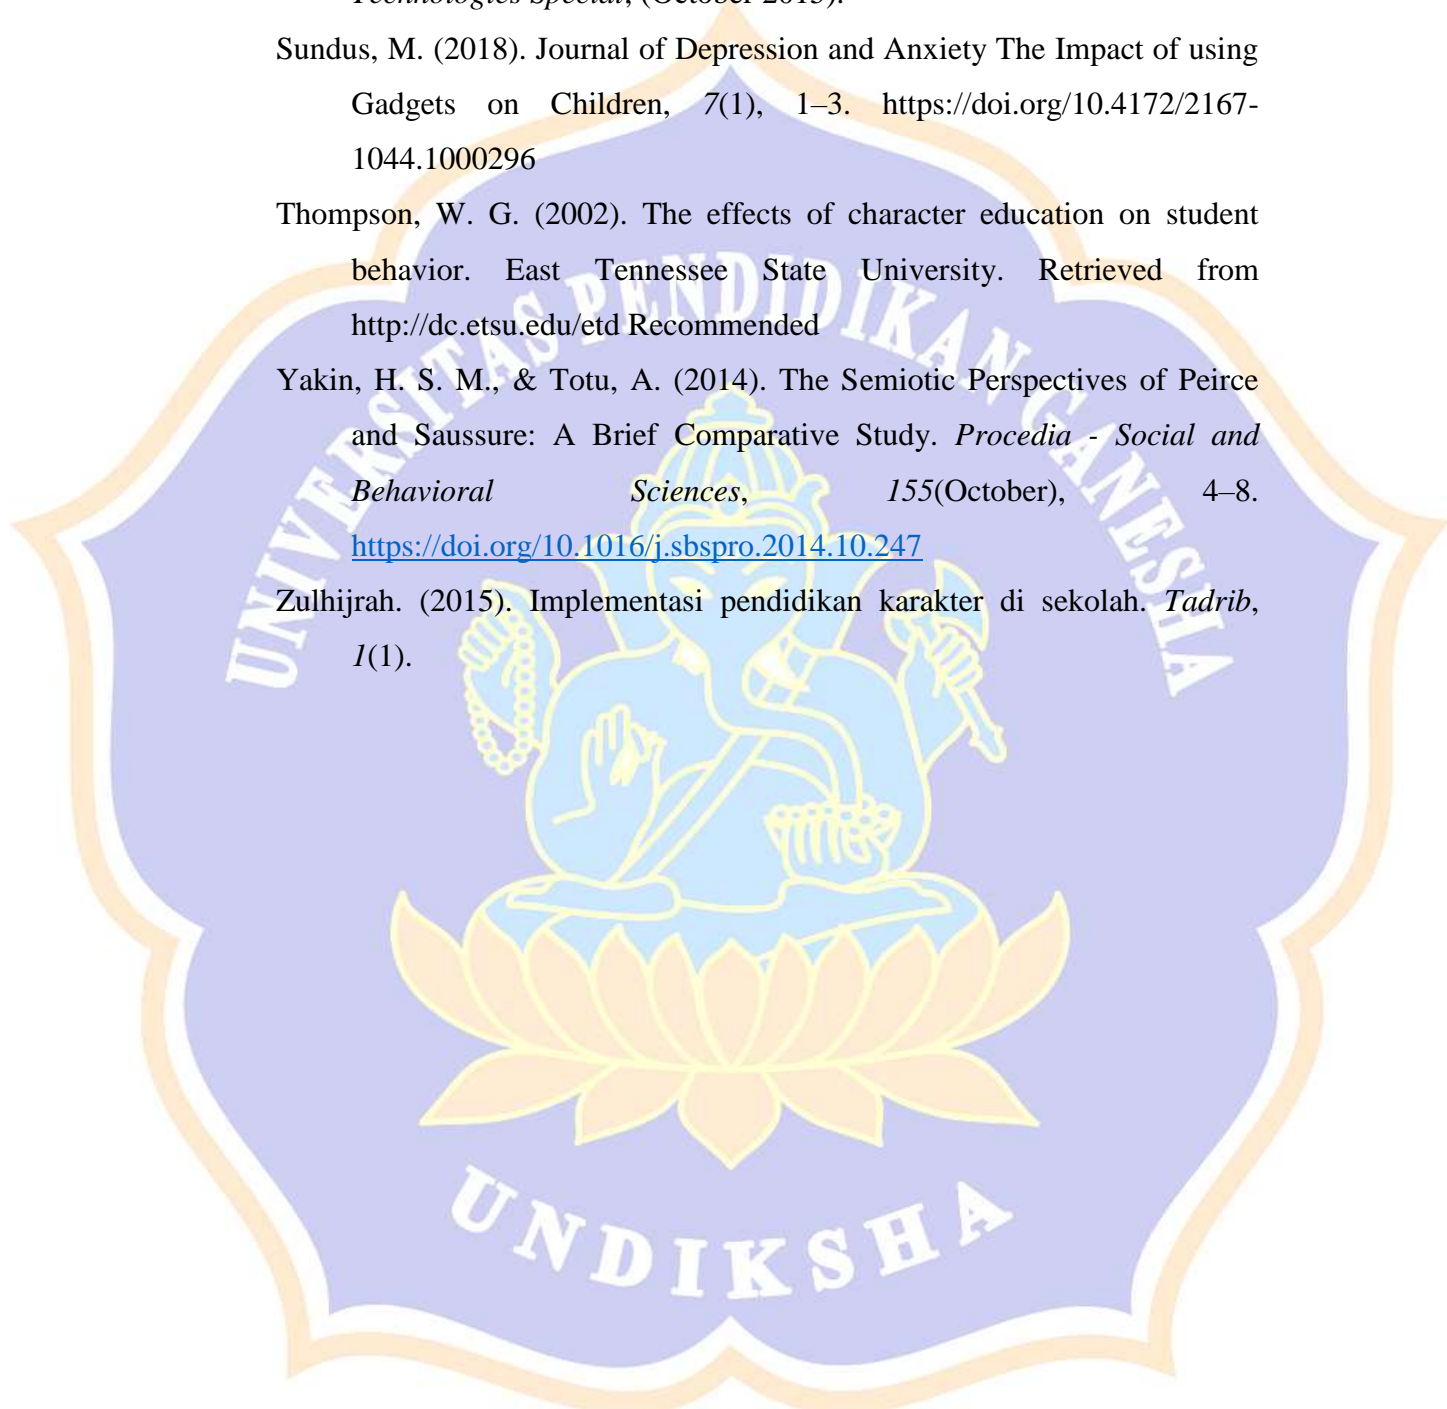 Technologies Special, (October 2015).
Sundus, M. (2018). Journal of Depression and Anxiety The Impact of using
Gadgets on Children, 7(1), 1–3. https://doi.org/10.4172/2167-
1044.1000296
Thompson, W. G. (2002). The effects of character education on student
behavior. East Tennessee State University. Retrieved from
http://dc.etsu.edu/etd Recommended
Yakin, H. S. M., & Totu, A. (2014). The Semiotic Perspectives of Peirce
and Saussure: A Brief Comparative Study. Procedia - Social and
Behavioral Sciences, 155(October), 4–8.
https://doi.org/10.1016/j.sbspro.2014.10.247
Zulhijrah. (2015). Implementasi pendidikan karakter di sekolah. Tadrib,
1(1).
UNIVERSITAS PENDIDIKAN GANESHA
UNDIKSHA